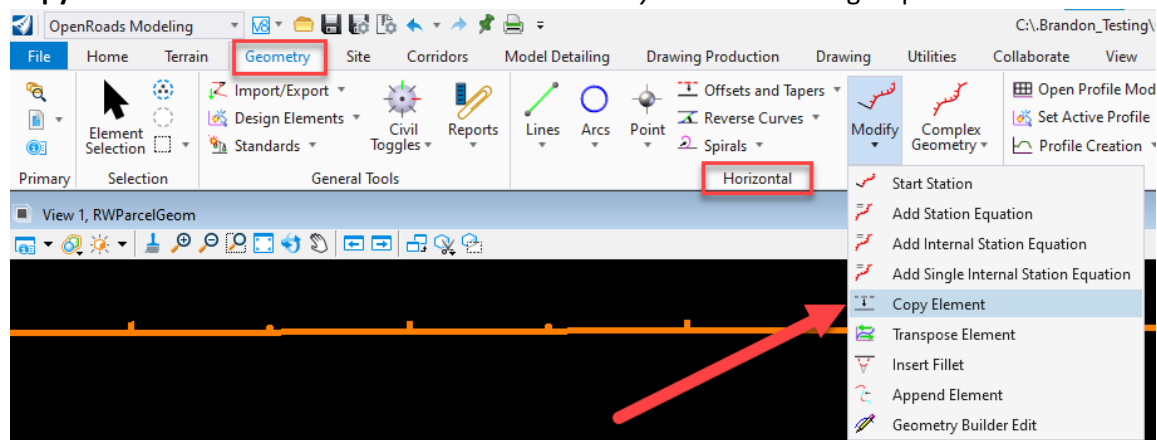 OpenRoads Modeling C:\.Brandon_Testing\
File Home Terrain Geometry Site Corridors Model Detailing Drawing Production Drawing Utilities Collaborate View
Import/Export Offsets and Tapers Open Profile Mod
Design Elements Reverse Curves Set Active Profile
Standards Spirals Profile Creation
Element Selection
Civil Toggles
Reports
Lines
Arcs
Point
Modify
Complex Geometry
Primary Selection General Tools Horizontal
View 1, RWParcelGeom
Start Station
Add Station Equation
Add Internal Station Equation
Add Single Internal Station Equation
Copy Element
Transpose Element
Insert Fillet
Append Element
Geometry Builder Edit